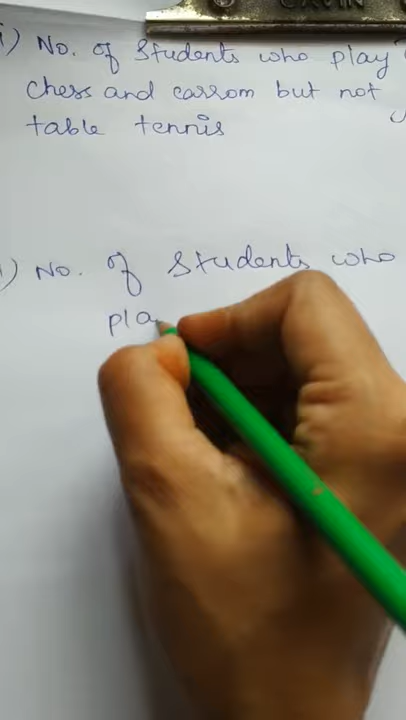 i) No. of Students who play
chess and carrom but not
table tennis
) No. of Students who
pla